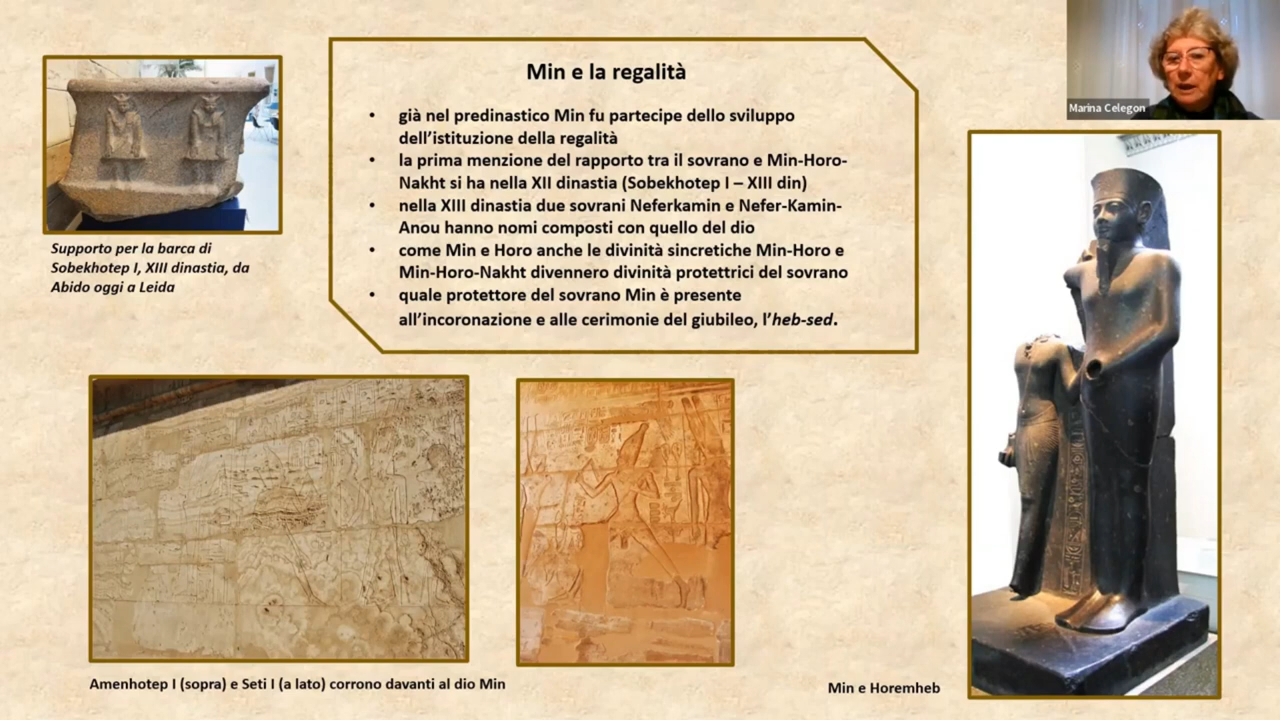 Min e la regalità
• già nel predinastico Min fu partecipe dello sviluppo
dell'istituzione della regalità
• la prima menzione del rapporto tra il sovrano e Min-Horo-
Nakht si ha nella XII dinastia (Sobekhotep I – XIII din)
• nella XIII dinastia due sovrani Neferkamin e Nefer-Kamin-
Anou hanno nomi composti con quello del dio
• come Min e Horo anche le divinità sincretiche Min-Horo e
Min-Horo-Nakht divennero divinità protettrici del sovrano
• quale protettore del sovrano Min è presente
all'incoronazione e alle cerimonie del giubileo, l'heb-sed.
Marina Celegon
Supporto per la barca di
Sobekhotep I, XIII dinastia, da
Abido oggi a Leida
Amenhotep I (sopra) e Seti I (a lato) corrono davanti al dio Min
Min e Horemheb